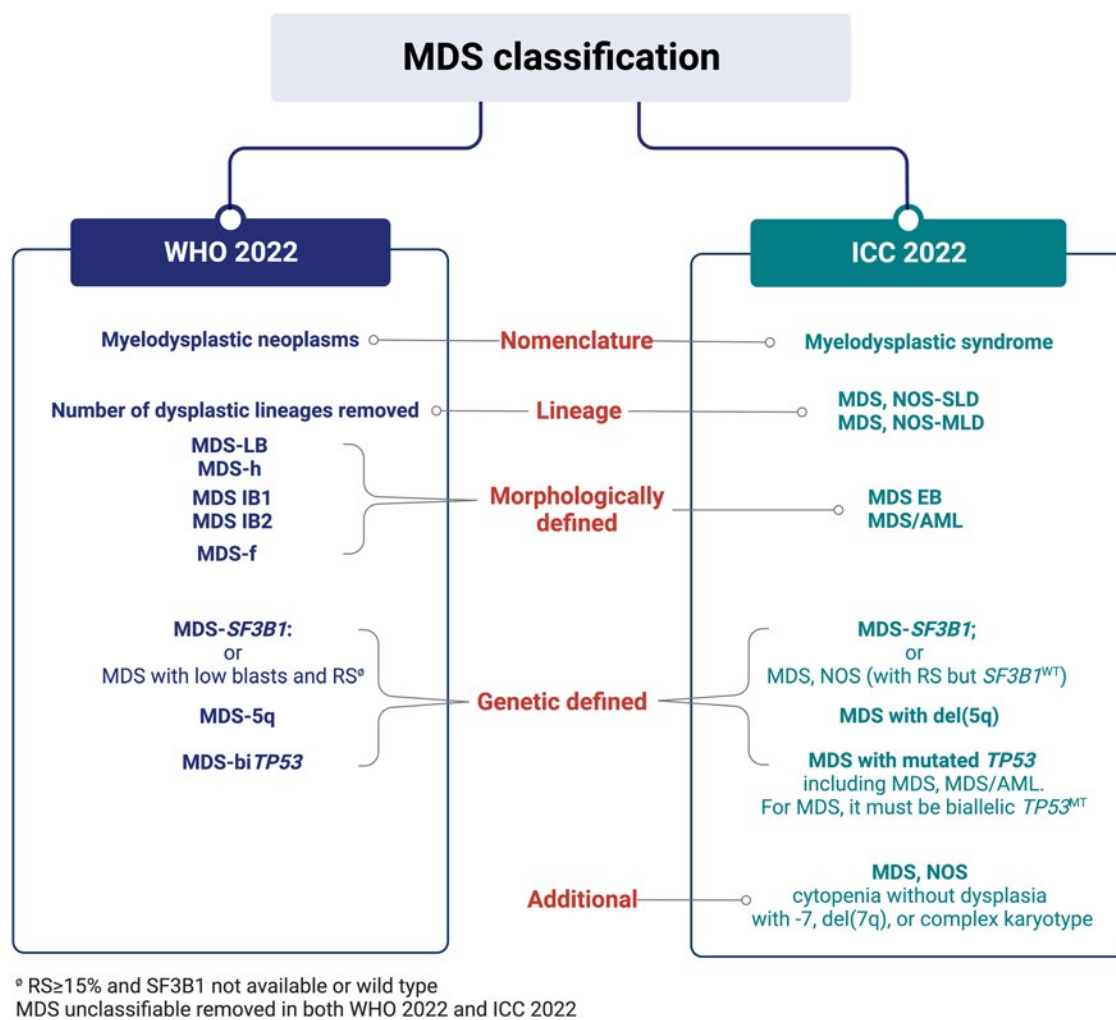 MDS classification
WHO 2022
ICC 2022
Myelodysplastic neoplasms
Nomenclature
Myelodysplastic syndrome
Number of dysplastic lineages removed
Lineage
MDS, NOS-SLD
MDS, NOS-MLD
MDS-LB
MDS-h
MDS IB1
MDS IB2
MDS-f
Morphologically
defined
MDS EB
MDS/AML
MDS-SF3B1:
or
MDS with low blasts and RSᶲ
MDS-5q
MDS-biTP53
Genetic defined
MDS-SF3B1;
or
MDS, NOS (with RS but SF3B1ᵂᵀ)
MDS with del(5q)
MDS with mutated TP53
including MDS, MDS/AML.
For MDS, it must be biallelic TP53ᴹᵀ
Additional
MDS, NOS
cytopenia without dysplasia
with -7, del(7q), or complex karyotype
ᶲ RS≥15% and SF3B1 not available or wild type
MDS unclassifiable removed in both WHO 2022 and ICC 2022